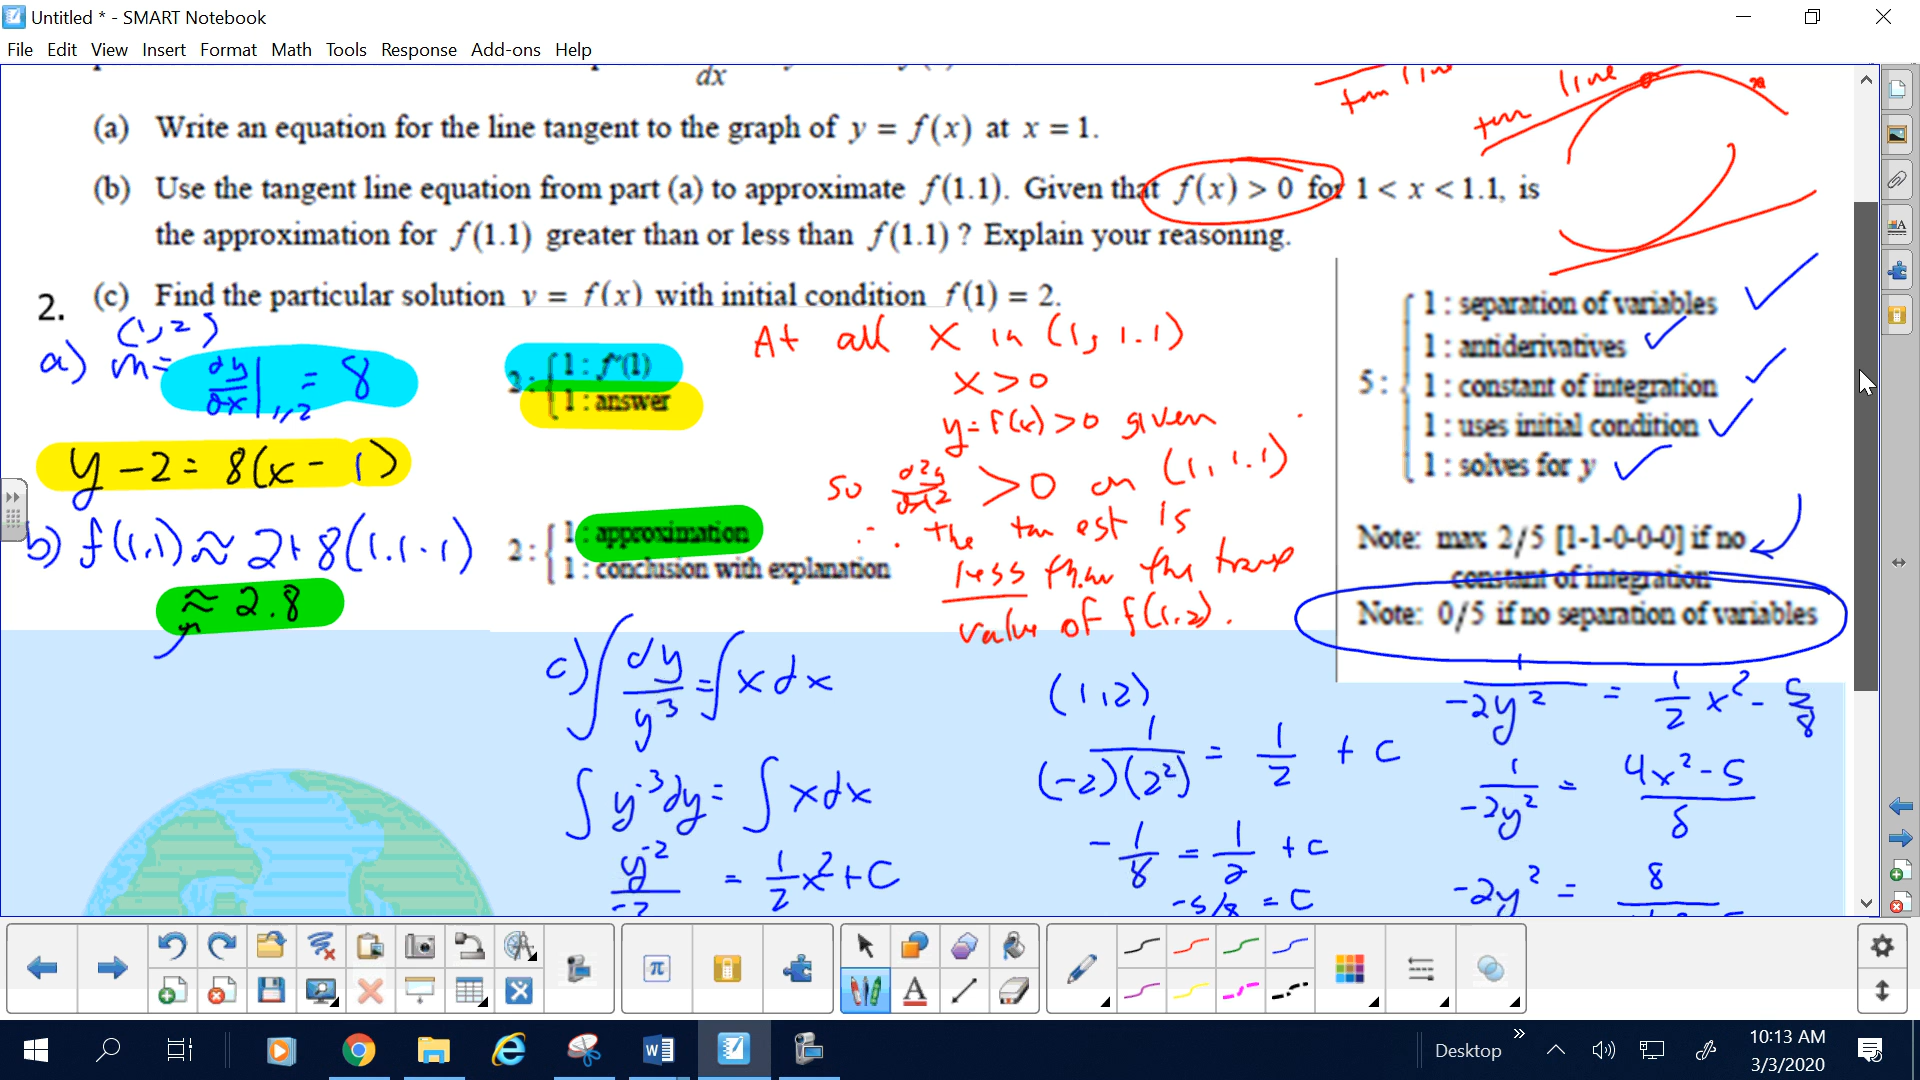 Untitled * - SMART Notebook
File Edit View Insert Format Math Tools Response Add-ons Help
dx
tan line
tan line
(a) Write an equation for the line tangent to the graph of y = f(x) at x = 1.
(b) Use the tangent line equation from part (a) to approximate f(1.1). Given that f(x) > 0 for 1 < x < 1.1, is
the approximation for f(1.1) greater than or less than f(1.1) ? Explain your reasoning.
2. (c) Find the particular solution y = f(x) with initial condition f(1) = 2.
(1,2)
a) m= dy/dx | 1,2 = 8
y - 2 = 8(x - 1)
b) f(1.1) ≈ 2+8(1.1-1)
≈ 2.8
2 : { 1 : f'(1)
1 : answer
2 : { 1 : approximation
1 : conclusion with explanation
At all x in (1, 1.1)
x > 0
y = f(x) > 0 given
so d²y/dx² > 0 on (1, 1.1)
∴ the tan est is
less than the true
value of f(1.2).
5 : { 1 : separation of variables
1 : antiderivatives
1 : constant of integration
1 : uses initial condition
1 : solves for y
Note: max 2/5 [1-1-0-0-0] if no
constant of integration
Note: 0/5 if no separation of variables
c) ∫ dy/y³ = ∫ x dx
∫ y⁻³dy = ∫ xdx
y⁻²/-2 = 1/2 x² + C
(1,2)
1/(-2)(2²) = 1/2 + C
-1/8 = 1/2 + C
-5/8 = C
1/-2y² = 1/2 x² - 5/8
1/-2y² = 4x²-5/8
-2y² = 8
π
A
Desktop
10:13 AM
3/3/2020